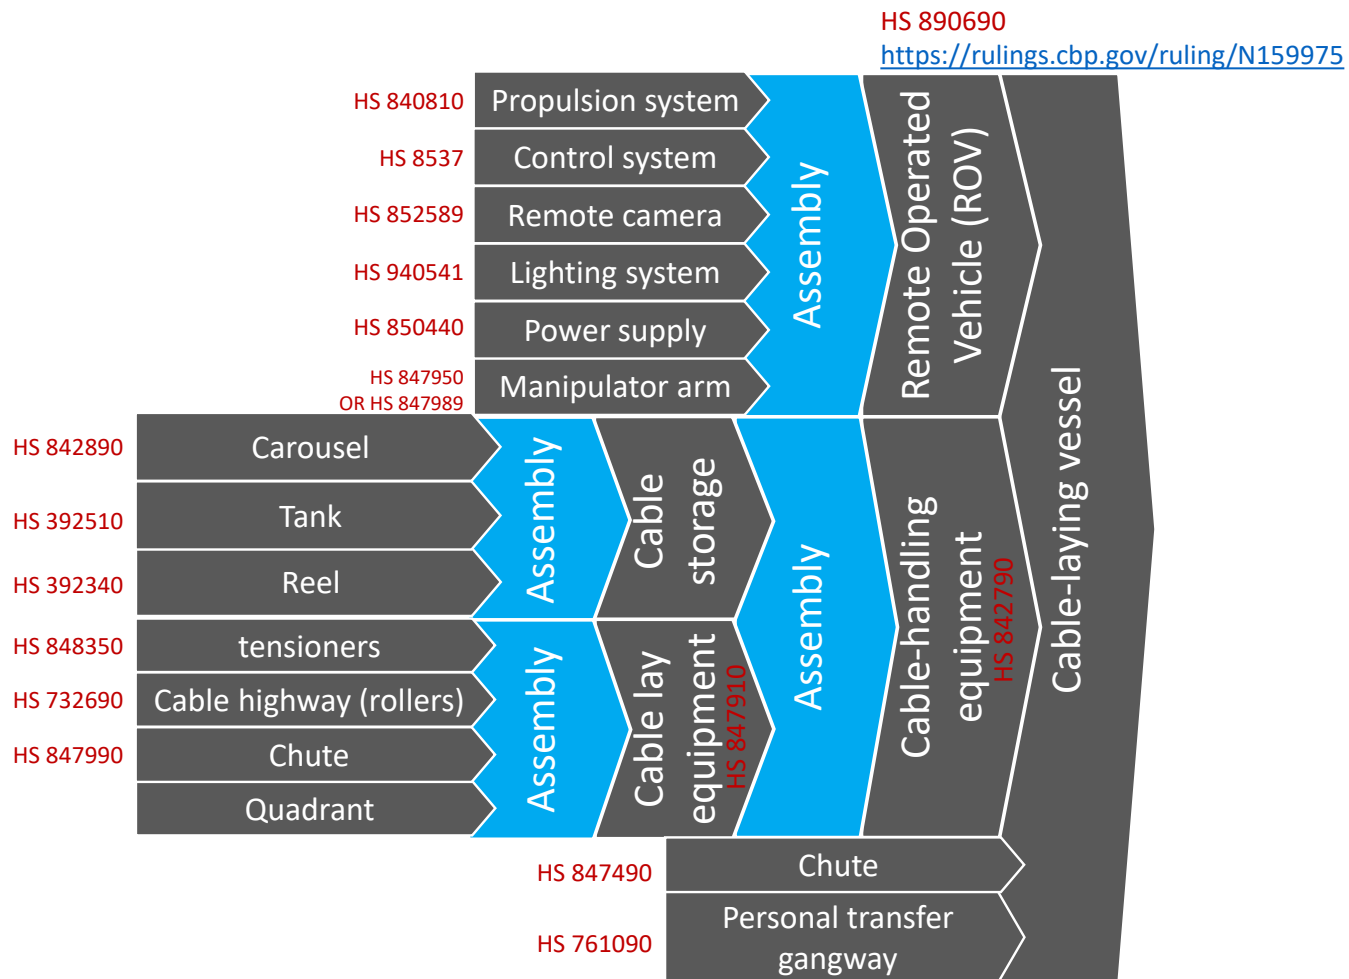 HS 890690
https://rulings.cbp.gov/ruling/N159975
HS 840810
Propulsion system
HS 8537
Control system
HS 852589
Remote camera
HS 940541
Lighting system
HS 850440
Power supply
HS 847950
OR HS 847989
Manipulator arm
Assembly
Remote Operated
Vehicle (ROV)
HS 842890
Carousel
HS 392510
Tank
HS 392340
Reel
Assembly
Cable
storage
HS 848350
tensioners
HS 732690
Cable highway (rollers)
HS 847990
Chute
Quadrant
Assembly
Cable lay
equipment
HS 847910
Assembly
Cable-handling
equipment
HS 842790
HS 847490
Chute
HS 761090
Personal transfer
gangway
Cable-laying vessel